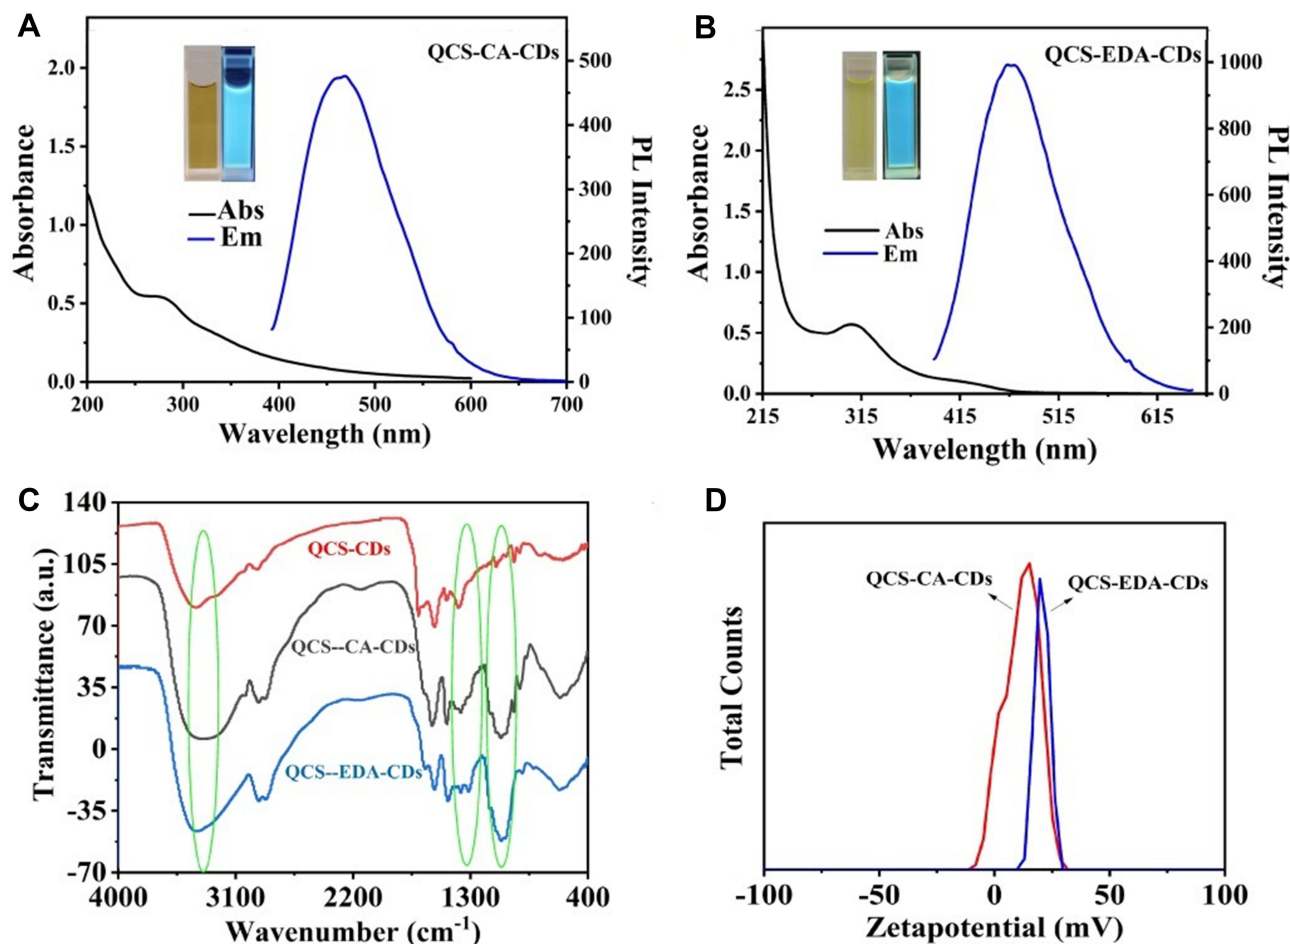 A
QCS-CA-CDs
Abs
Em
Absorbance
2.0
1.5
1.0
0.5
0.0
PL Intensity
500
400
300
200
100
0
200 300 400 500 600 700
Wavelength (nm)
B
QCS-EDA-CDs
Abs
Em
Absorbance
2.5
2.0
1.5
1.0
0.5
0.0
PL Intensity
1000
800
600
400
200
0
215 315 415 515 615
Wavelength (nm)
C
QCS-CDs
QCS--CA-CDs
QCS--EDA-CDs
Transmittance (a.u.)
140
105
70
35
0
-35
-70
4000 3100 2200 1300 400
Wavenumber (cm⁻¹)
D
QCS-CA-CDs
QCS-EDA-CDs
Total Counts
-100 -50 0 50 100
Zetapotential (mV)